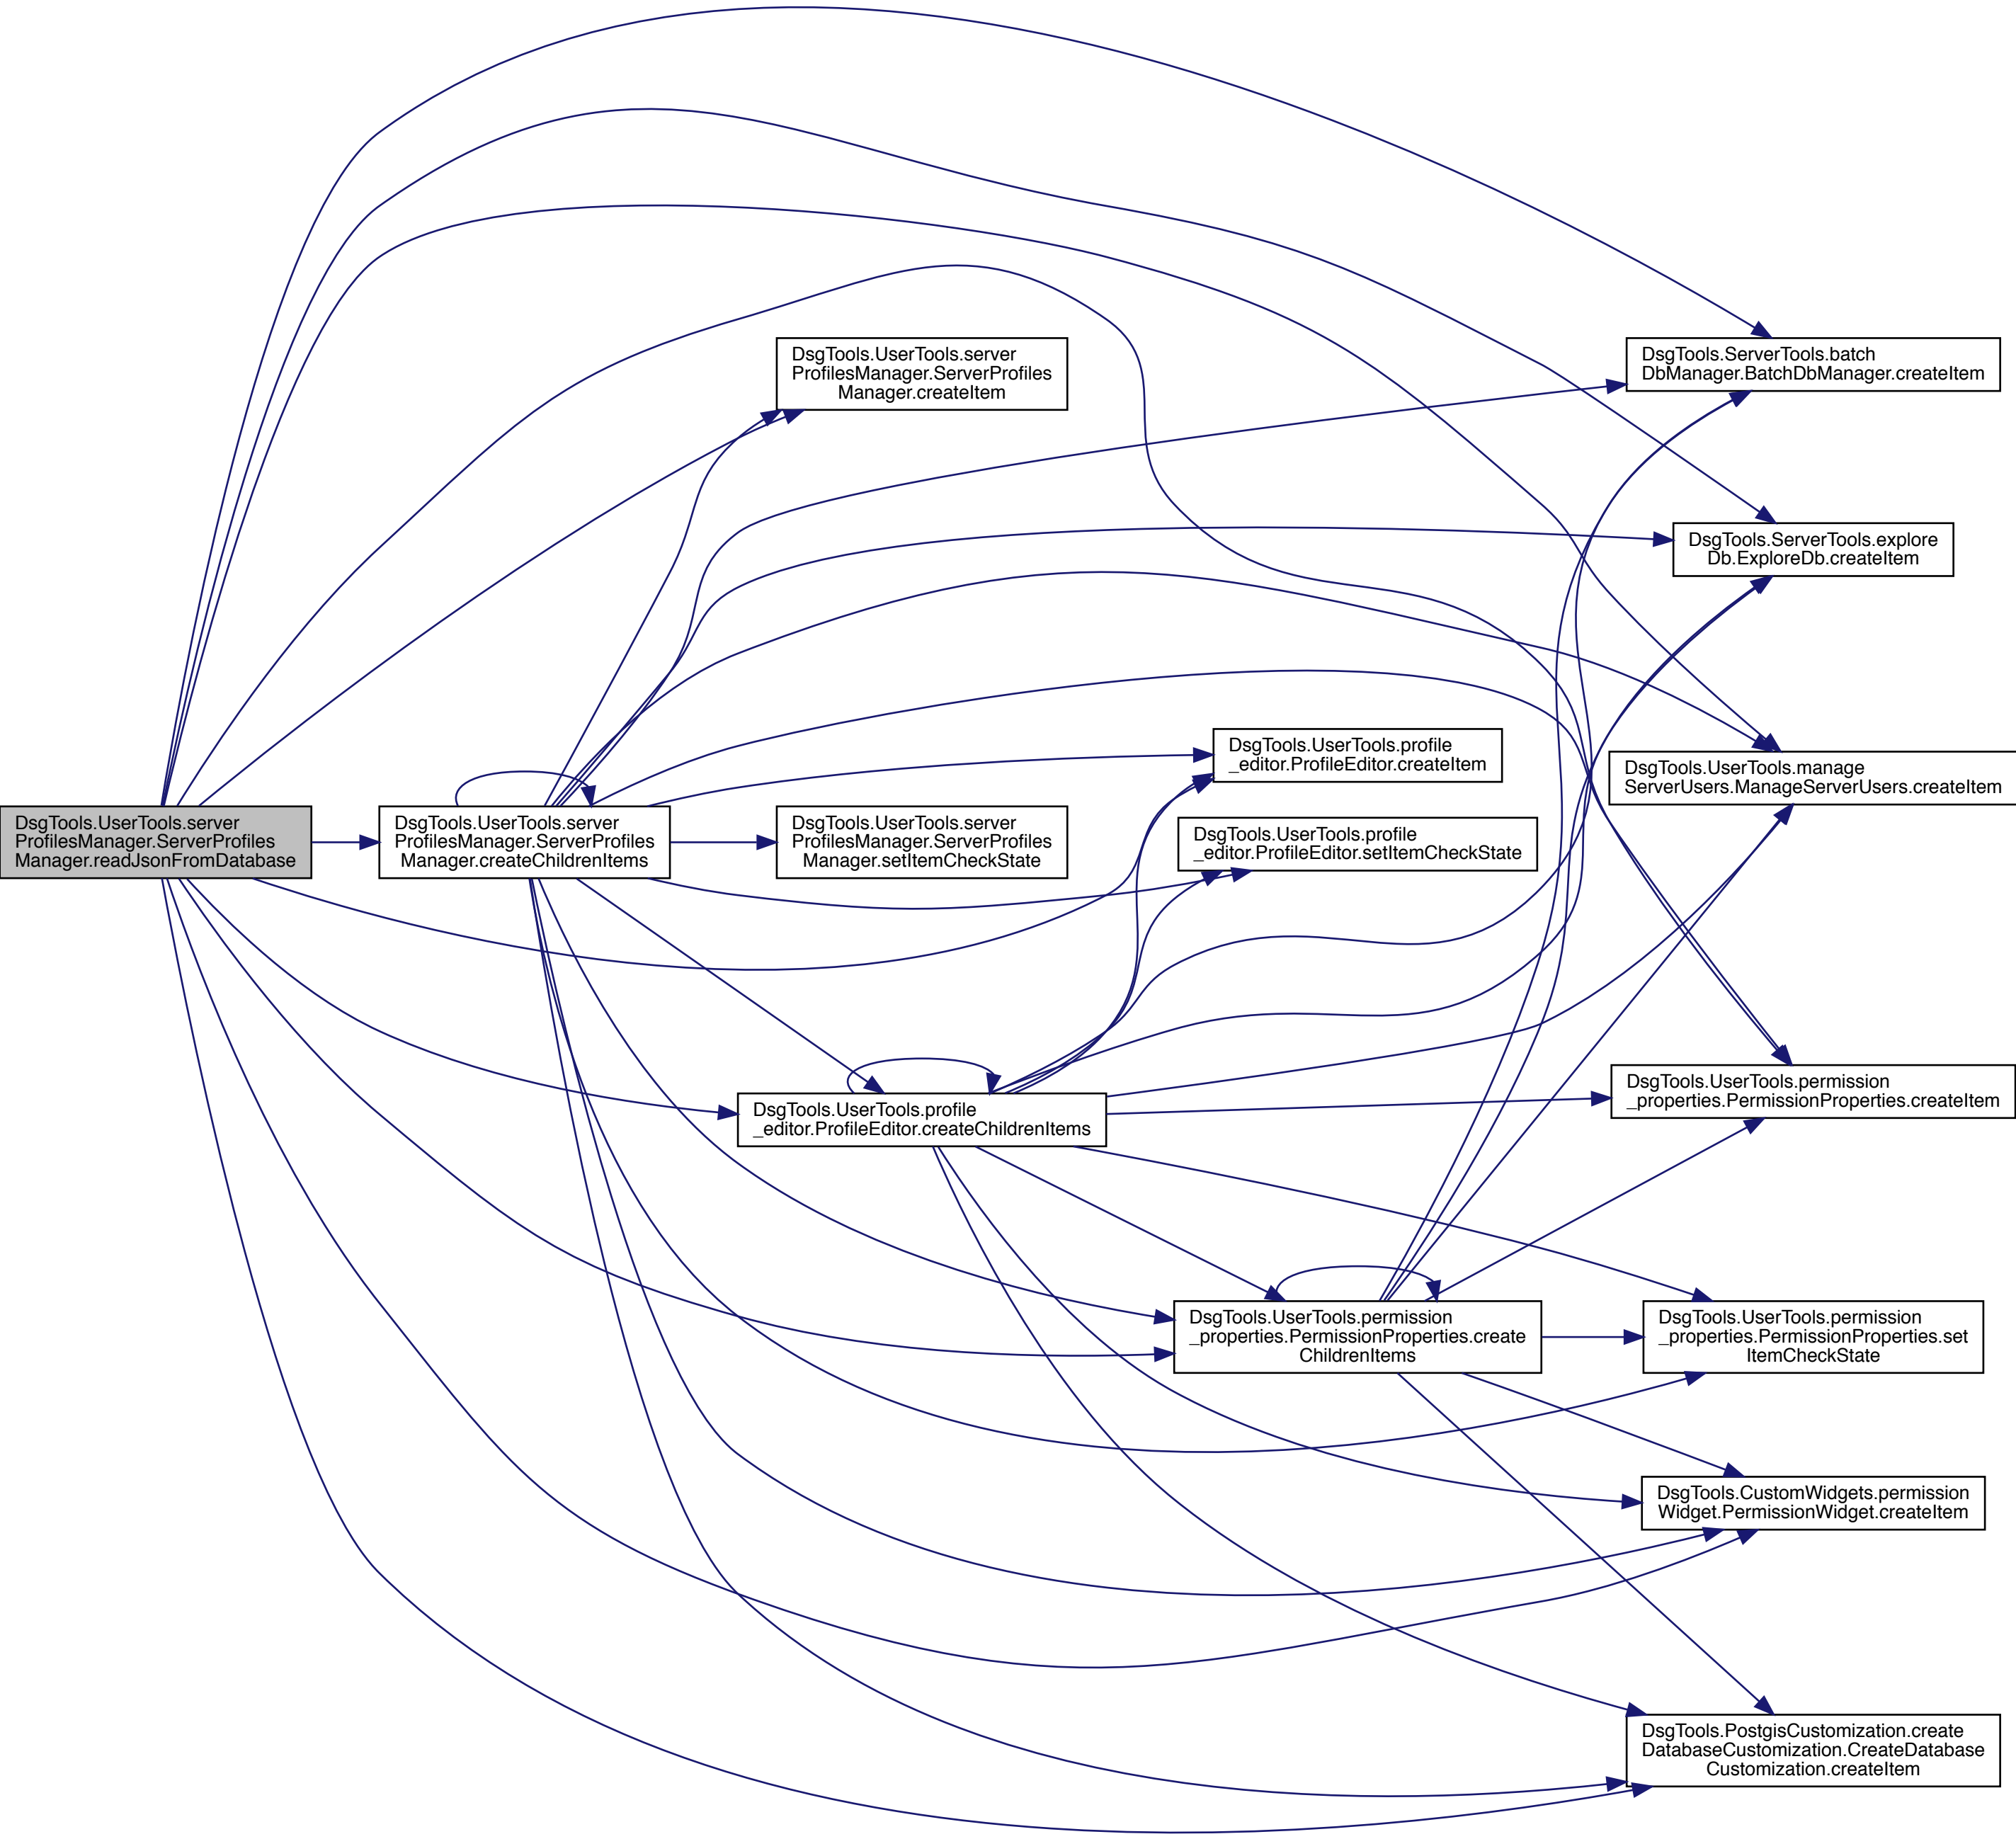 DsgTools.UserTools.server
ProfilesManager.ServerProfiles
Manager.readJsonFromDatabase
DsgTools.UserTools.server
ProfilesManager.ServerProfiles
Manager.createChildrenItems
DsgTools.UserTools.server
ProfilesManager.ServerProfiles
Manager.createItem
DsgTools.UserTools.server
ProfilesManager.ServerProfiles
Manager.setItemCheckState
DsgTools.UserTools.profile
_editor.ProfileEditor.createChildrenItems
DsgTools.UserTools.profile
_editor.ProfileEditor.createItem
DsgTools.UserTools.profile
_editor.ProfileEditor.setItemCheckState
DsgTools.UserTools.permission
_properties.PermissionProperties.create
ChildrenItems
DsgTools.ServerTools.batch
DbManager.BatchDbManager.createItem
DsgTools.ServerTools.explore
Db.ExploreDb.createItem
DsgTools.UserTools.manage
ServerUsers.ManageServerUsers.createItem
DsgTools.UserTools.permission
_properties.PermissionProperties.createItem
DsgTools.UserTools.permission
_properties.PermissionProperties.set
ItemCheckState
DsgTools.CustomWidgets.permission
Widget.PermissionWidget.createItem
DsgTools.PostgisCustomization.create
DatabaseCustomization.CreateDatabase
Customization.createItem